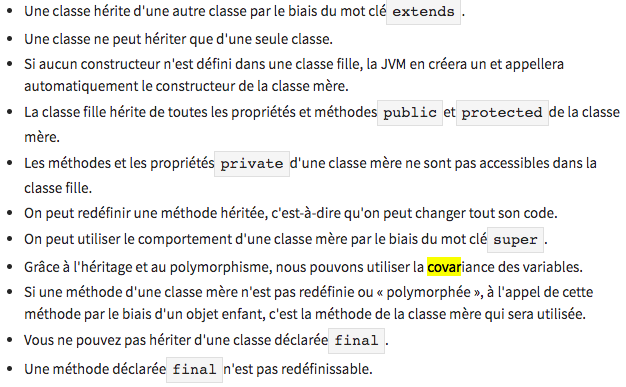 • Une classe hérite d'une autre classe par le biais du mot clé extends .
• Une classe ne peut hériter que d'une seule classe.
• Si aucun constructeur n'est défini dans une classe fille, la JVM en créera un et appellera
automatiquement le constructeur de la classe mère.
• La classe fille hérite de toutes les propriétés et méthodes public et protected de la classe
mère.
• Les méthodes et les propriétés private d'une classe mère ne sont pas accessibles dans la
classe fille.
• On peut redéfinir une méthode héritée, c'est-à-dire qu'on peut changer tout son code.
• On peut utiliser le comportement d'une classe mère par le biais du mot clé super .
• Grâce à l'héritage et au polymorphisme, nous pouvons utiliser la covariance des variables.
• Si une méthode d'une classe mère n'est pas redéfinie ou « polymorphée », à l'appel de cette
méthode par le biais d'un objet enfant, c'est la méthode de la classe mère qui sera utilisée.
• Vous ne pouvez pas hériter d'une classe déclarée final .
• Une méthode déclarée final n'est pas redéfinissable.